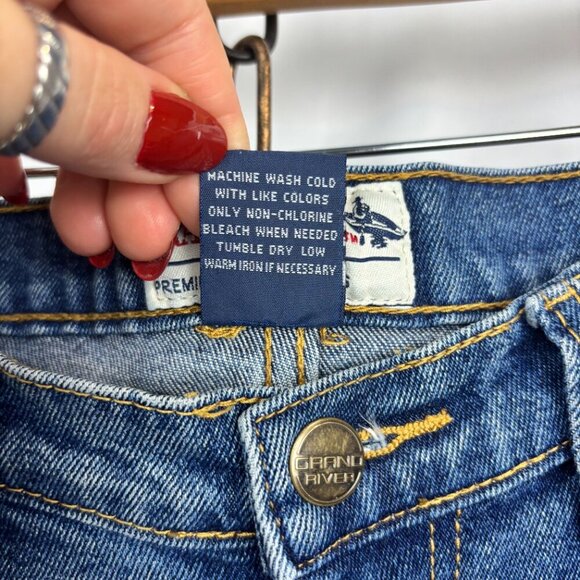 MACHINE WASH COLD
WITH LIKE COLORS
ONLY NON-CHLORINE
BLEACH WHEN NEEDED
TUMBLE DRY LOW
WARM IRON IF NECESSARY
GRAND
RIVER